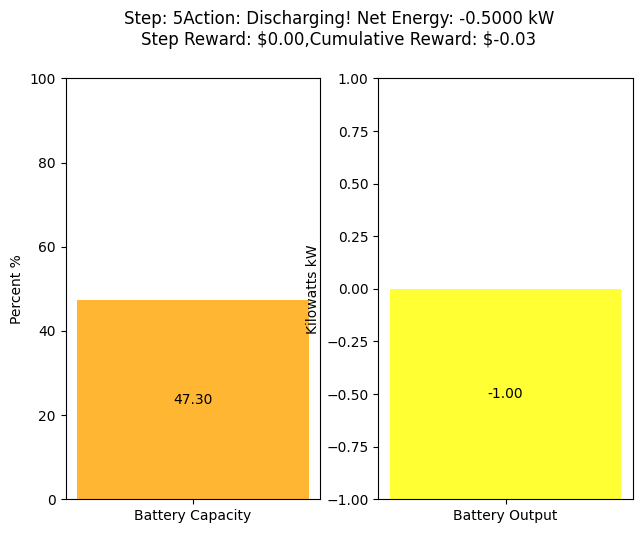 Step: 5Action: Discharging! Net Energy: -0.5000 kW
Step Reward: $0.00,Cumulative Reward: $-0.03
100
80
60
40
20
0
Percent %
47.30
Battery Capacity
1.00
0.75
0.50
0.25
0.00
−0.25
−0.50
−0.75
−1.00
Kilowatts kW
-1.00
Battery Output